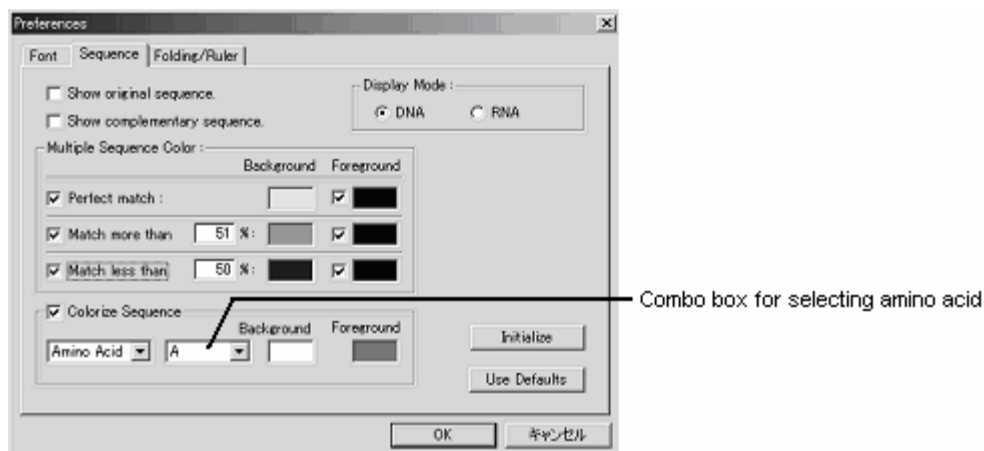 Preferences
Font Sequence Folding/Ruler
Show original sequence.
Show complementary sequence.
Display Mode :
DNA RNA
Multiple Sequence Color :
Background Foreground
Perfect match :
Match more than 51 % :
Match less than 50 % :
Colorize Sequence
Background Foreground
Amino Acid A
Initialize
Use Defaults
OK キャンセル
Combo box for selecting amino acid